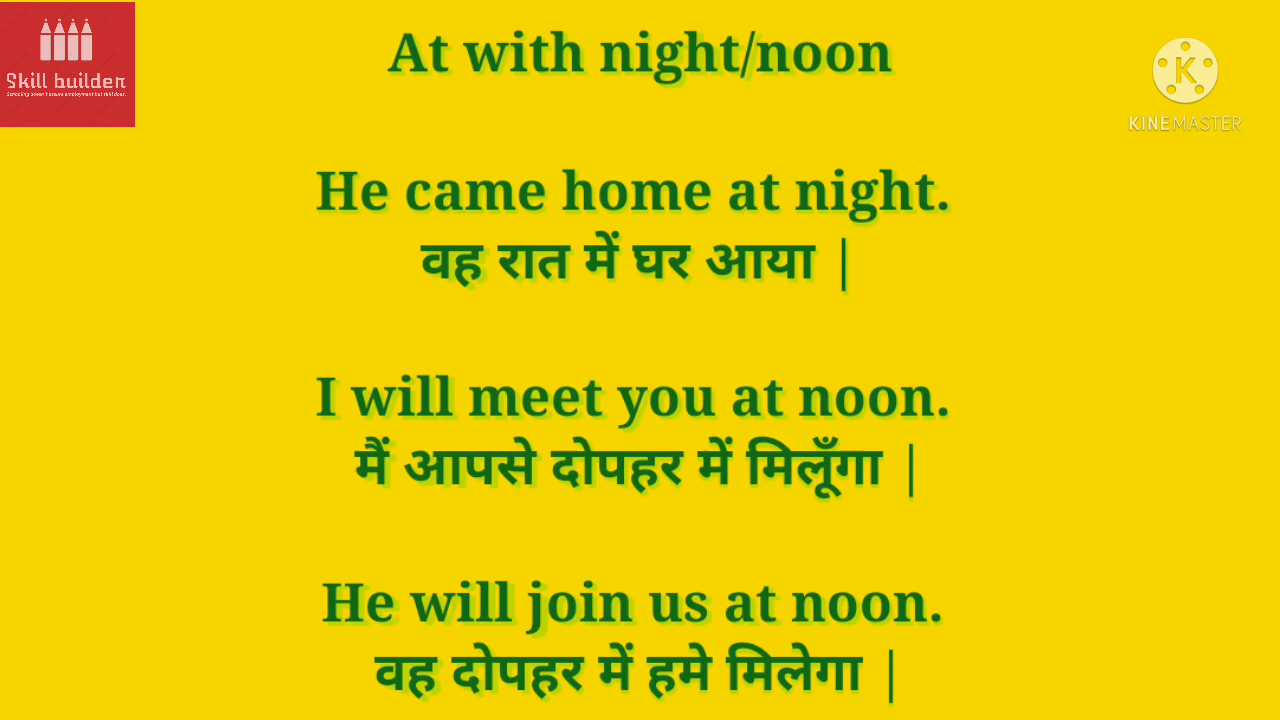 Skill builder
At with night/noon
KINEMASTER
He came home at night.
वह रात में घर आया |
I will meet you at noon.
मैं आपसे दोपहर में मिलूँगा |
He will join us at noon.
वह दोपहर में हमे मिलेगा |